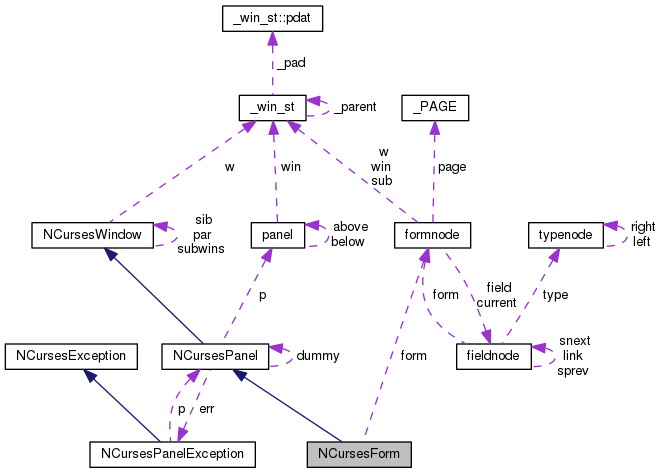 _win_st::pdat
_pad
_win_st
_parent
_PAGE
w
win
w
win
sub
page
NCursesWindow
sib
par
subwins
panel
above
below
formnode
typenode
right
left
p
form
field
current
type
NCursesException
NCursesPanel
dummy
form
fieldnode
snext
link
sprev
p
err
NCursesPanelException
NCursesForm